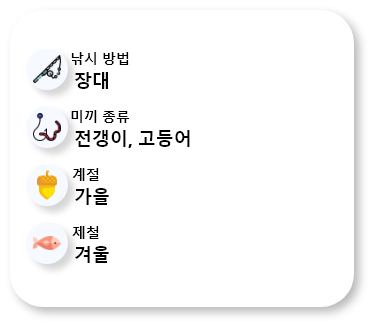 낚시 방법
장대
미끼 종류
전갱이, 고등어
계절
가을
제철
겨울